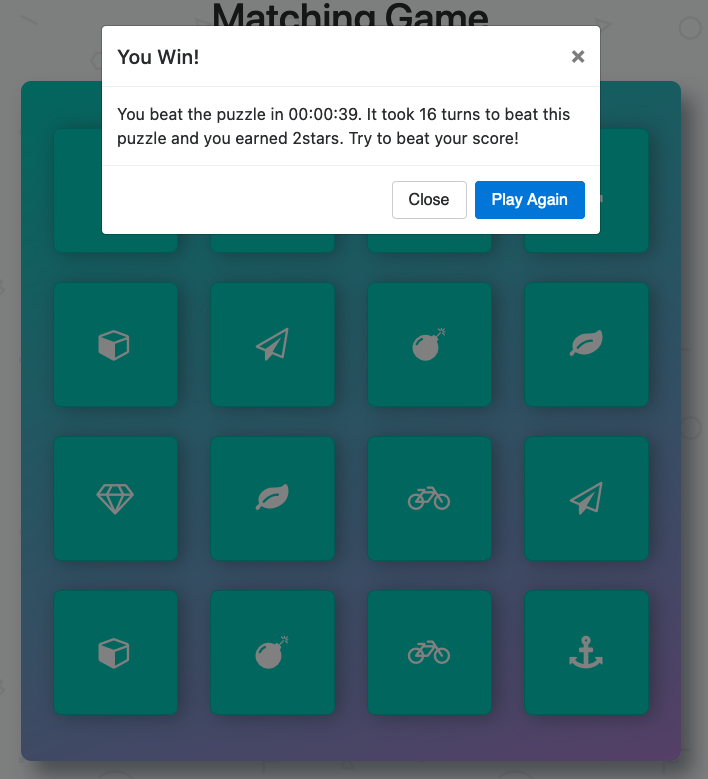 Matching Game
You Win!
×
You beat the puzzle in 00:00:39. It took 16 turns to beat this
puzzle and you earned 2stars. Try to beat your score!
Close Play Again